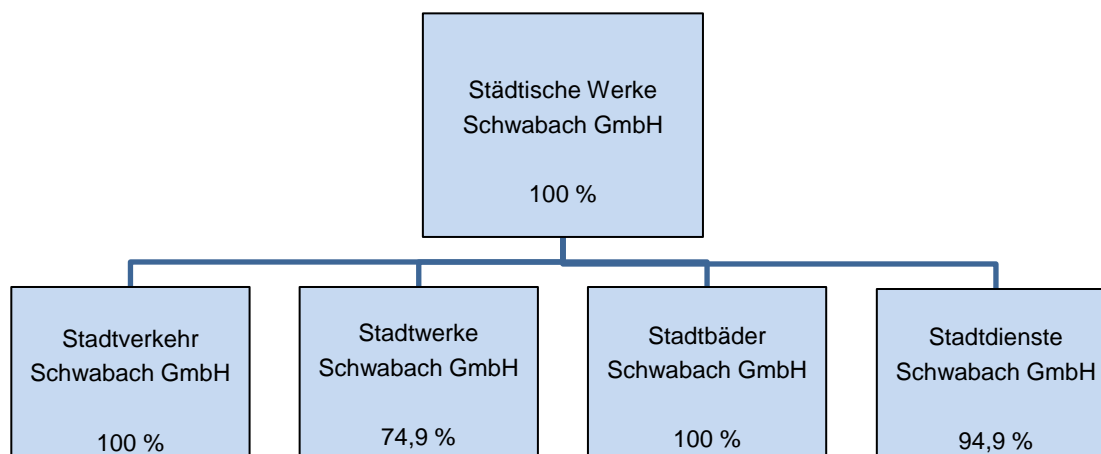 Städtische Werke
Schwabach GmbH
100 %
Stadtverkehr
Schwabach GmbH
100 %
Stadtwerke
Schwabach GmbH
74,9 %
Stadtbäder
Schwabach GmbH
100 %
Stadtdienste
Schwabach GmbH
94,9 %